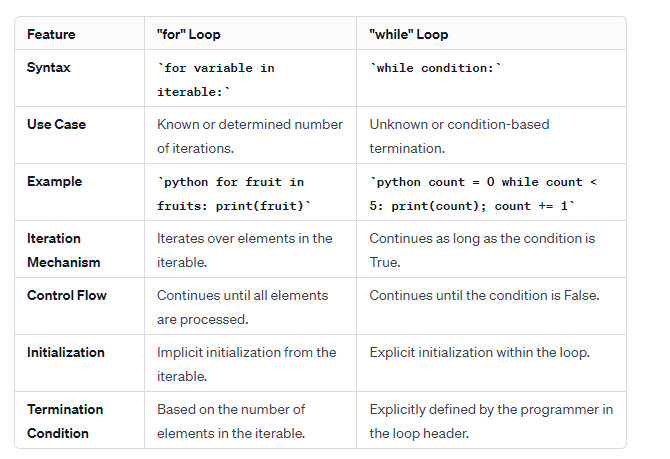 Feature "for" Loop "while" Loop
Syntax `for variable in `while condition:`
iterable:`
Use Case Known or determined number Unknown or condition-based
of iterations. termination.
Example `python for fruit in `python count = 0 while count <
fruits: print(fruit)` 5: print(count); count += 1`
Iteration Iterates over elements in the Continues as long as the condition is
Mechanism iterable. True.
Control Flow Continues until all elements Continues until the condition is False.
are processed.
Initialization Implicit initialization from the Explicit initialization within the loop.
iterable.
Termination Based on the number of Explicitly defined by the programmer in
Condition elements in the iterable. the loop header.